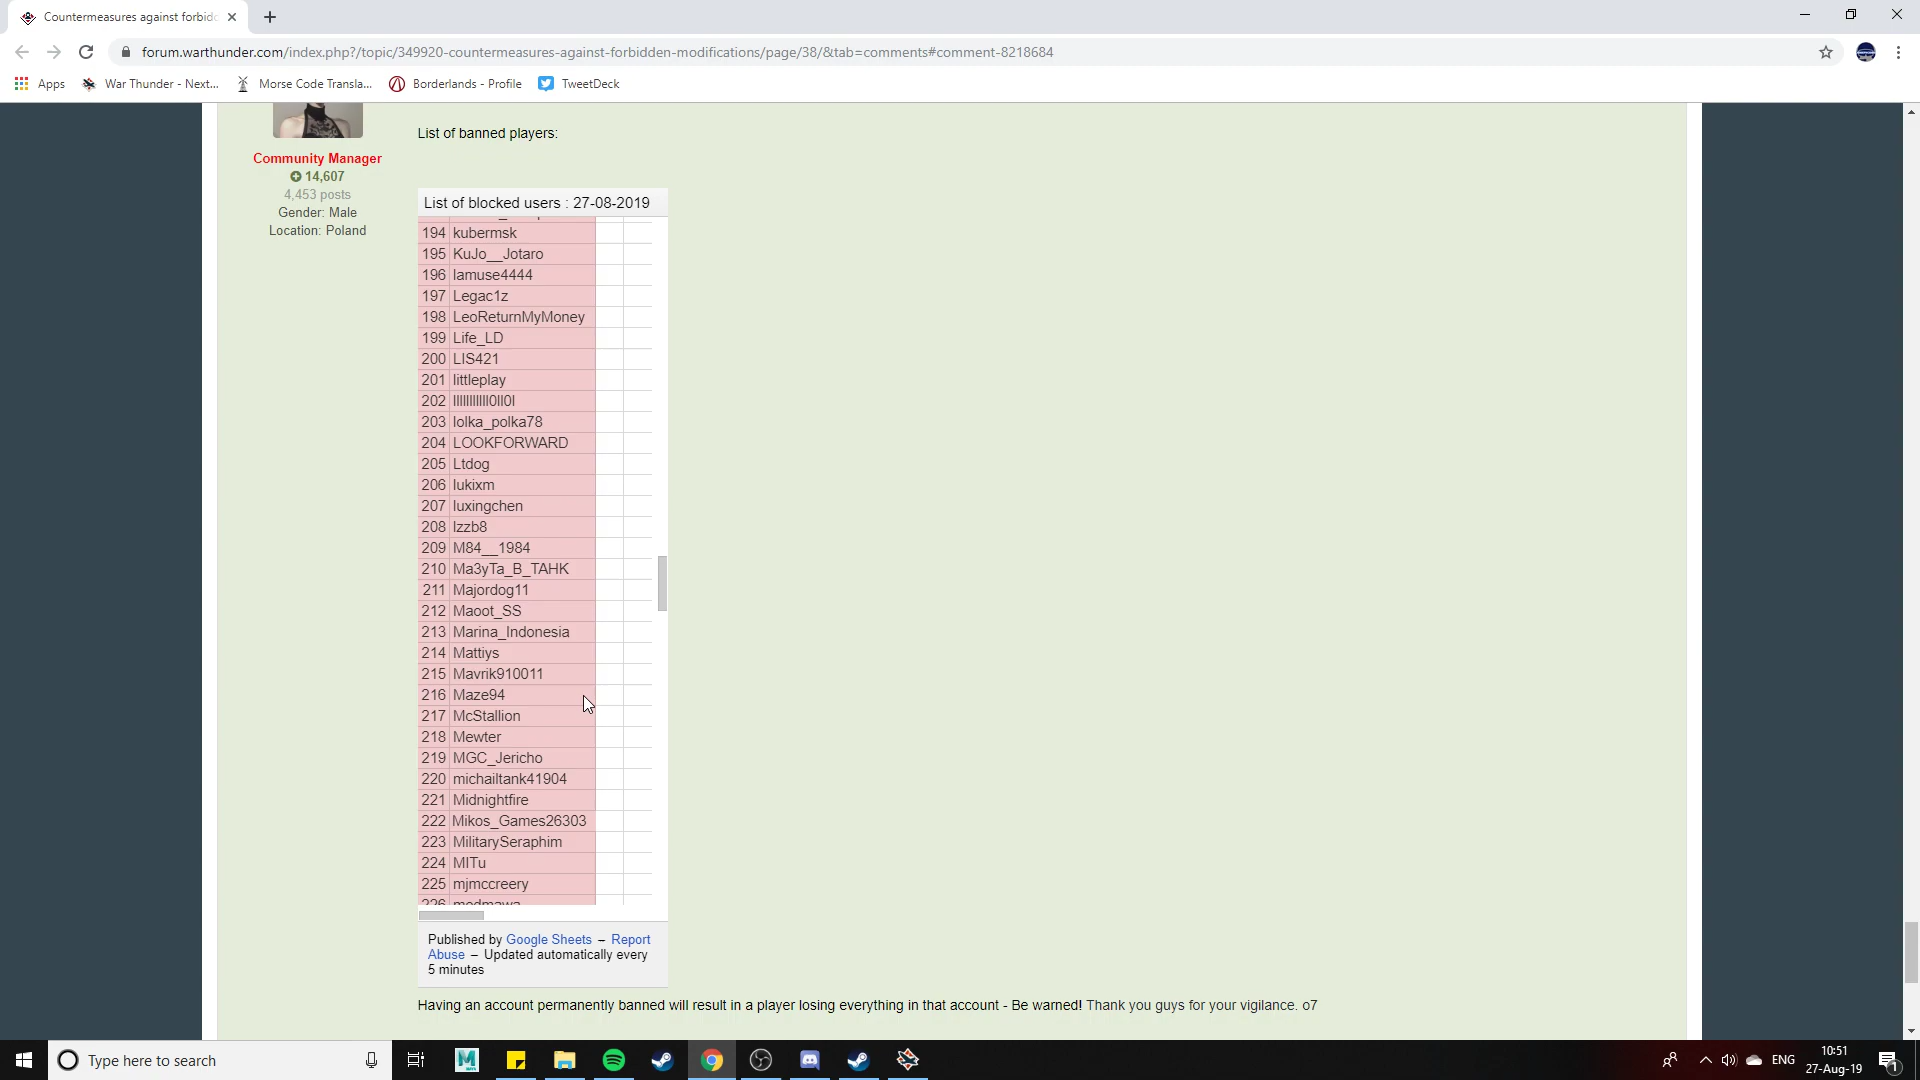 Countermeasures against forbid
forum.warthunder.com/index.php?/topic/349920-countermeasures-against-forbidden-modifications/page/38/&tab=comments#comment-8218684
Apps War Thunder - Next... Morse Code Transla... Borderlands - Profile TweetDeck
List of banned players:
Community Manager
14,607
4,453 posts
Gender: Male
Location: Poland
List of blocked users : 27-08-2019
194 kubermsk
195 KuJo__Jotaro
196 lamuse4444
197 Legac1z
198 LeoReturnMyMoney
199 Life_LD
200 LIS421
201 littleplay
202
203 lolka_polka78
204 LOOKFORWARD
205 Ltdog
206 lukixm
207 luxingchen
208 lzzb8
209 M84__1984
210 Ma3yTa_B_TAHK
211 Majordog11
212 Maoot_SS
213 Marina_Indonesia
214 Mattiys
215 Mavrik910011
216 Maze94
217 McStallion
218 Mewter
219 MGC_Jericho
220 michailtank41904
221 Midnightfire
222 Mikos_Games26303
223 MilitarySeraphim
224 MITu
225 mjmccreery
Published by Google Sheets – Report
Abuse – Updated automatically every
5 minutes
Having an account permanently banned will result in a player losing everything in that account - Be warned! Thank you guys for your vigilance. o7
Type here to search
ENG
10:51
27-Aug-19
1